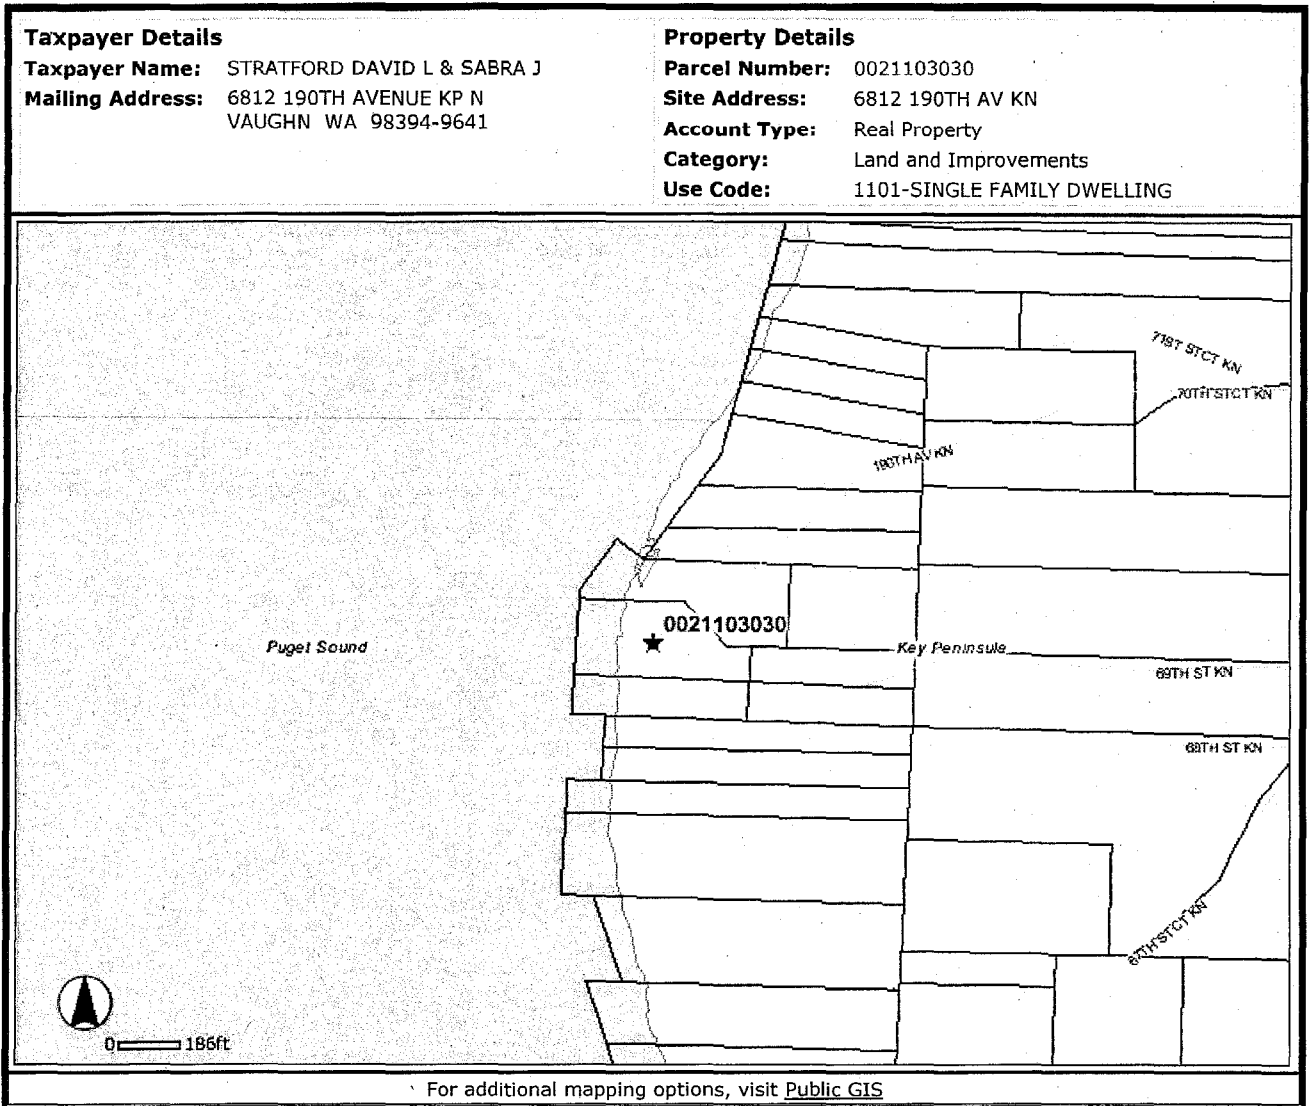 Taxpayer Details
Taxpayer Name: STRATFORD DAVID L & SABRA J
Mailing Address: 6812 190TH AVENUE KP N
VAUGHN WA 98394-9641
Property Details
Parcel Number: 0021103030
Site Address: 6812 190TH AV KN
Account Type: Real Property
Category: Land and Improvements
Use Code: 1101-SINGLE FAMILY DWELLING
71ST STCT KN
70TH STCT KN
190TH AV KN
0021103030
Puget Sound
Key Peninsula
69TH ST KN
68TH ST KN
67TH STCT KN
0 186ft
For additional mapping options, visit Public GIS